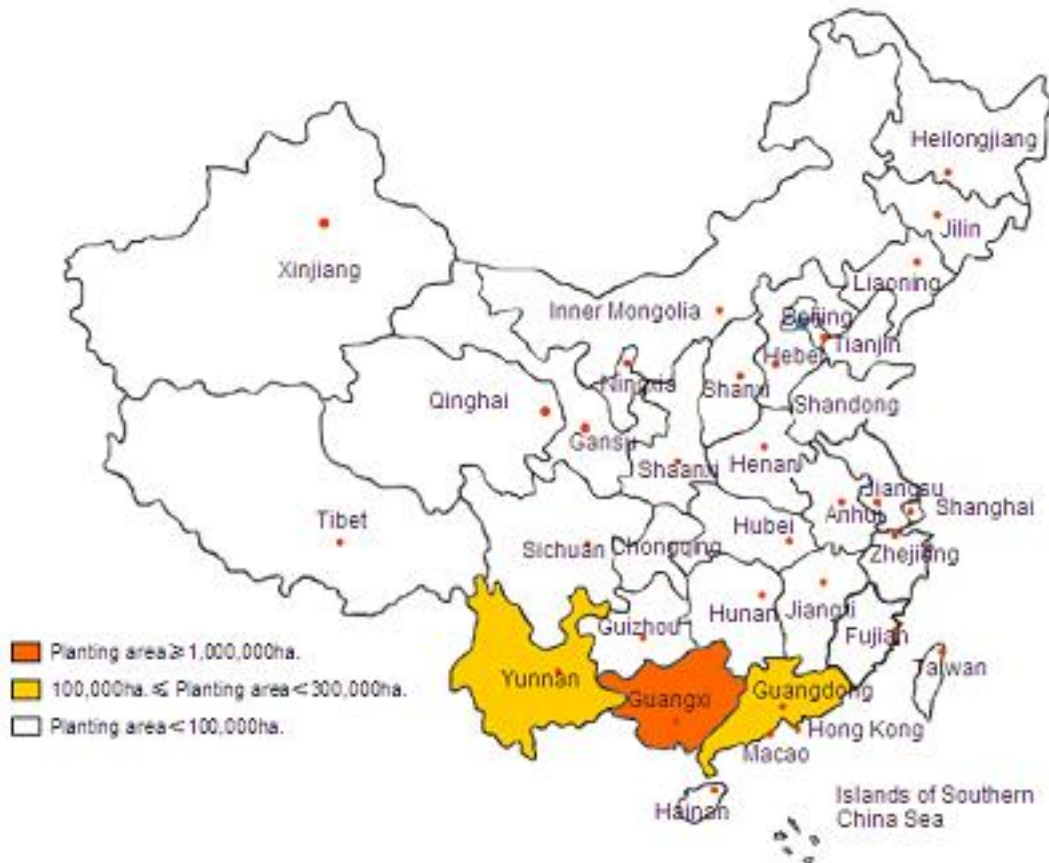 Heilongjiang
Jilin
Liaoning
Xinjiang
Inner Mongolia
Beijing
Tianjin
Hebei
Ningxia
Shanxi
Qinghai
Shandong
Gansu
Shaanxi
Henan
Jiangsu
Shanghai
Anhui
Tibet
Hubei
Sichuan
Chongqing
Zhejiang
Hunan
Jiangxi
Guizhou
Fujian
Planting area≥1,000,000ha.
Taiwan
Yunnan
100,000ha.≤ Planting area<300,000ha.
Guangdong
Guangxi
Planting area<100,000ha.
Hong Kong
Macao
Hainan
Islands of Southern
China Sea